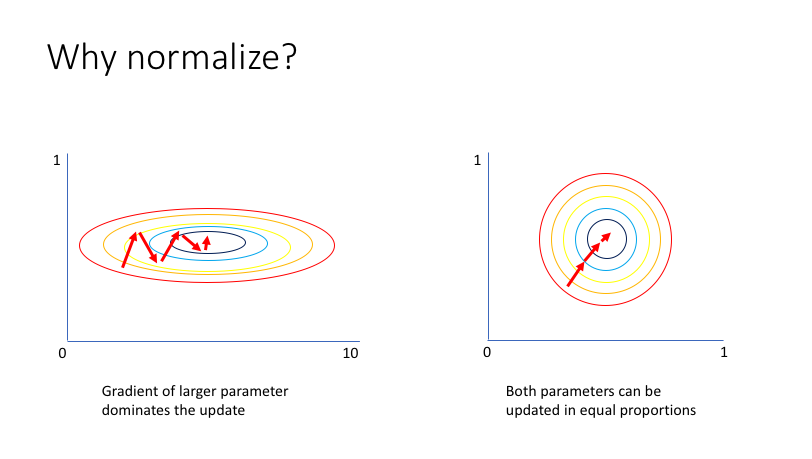 Why normalize?
1
0
10
Gradient of larger parameter
dominates the update
1
0
1
Both parameters can be
updated in equal proportions